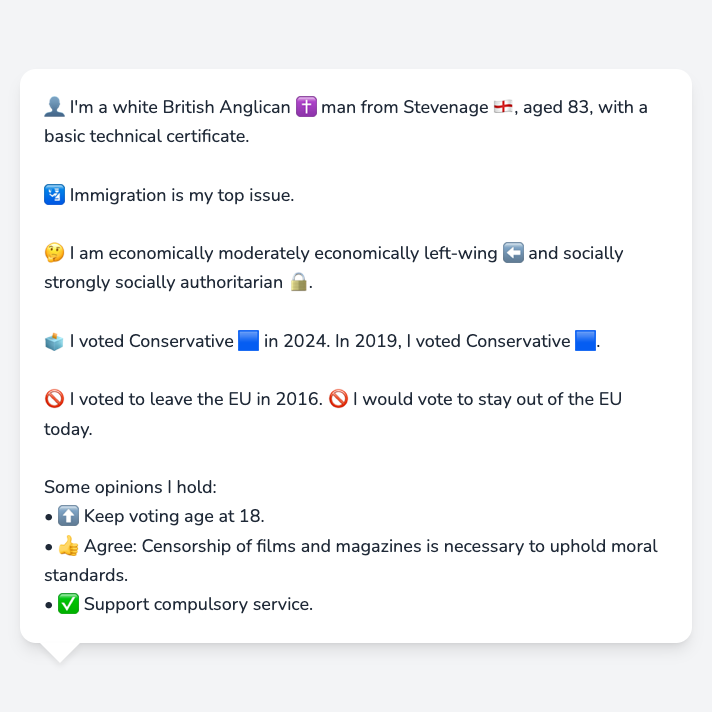 👤 I'm a white British Anglican ✝️ man from Stevenage 🏴󠁧󠁢󠁥󠁮󠁧󠁿, aged 83, with a
basic technical certificate.
🛂 Immigration is my top issue.
🤔 I am economically moderately economically left-wing ⬅️ and socially
strongly socially authoritarian 🔒.
🗳️ I voted Conservative 🟦 in 2024. In 2019, I voted Conservative 🟦.
🚫 I voted to leave the EU in 2016. 🚫 I would vote to stay out of the EU
today.
Some opinions I hold:
• ⬆️ Keep voting age at 18.
• 👍 Agree: Censorship of films and magazines is necessary to uphold moral
standards.
• ✅ Support compulsory service.